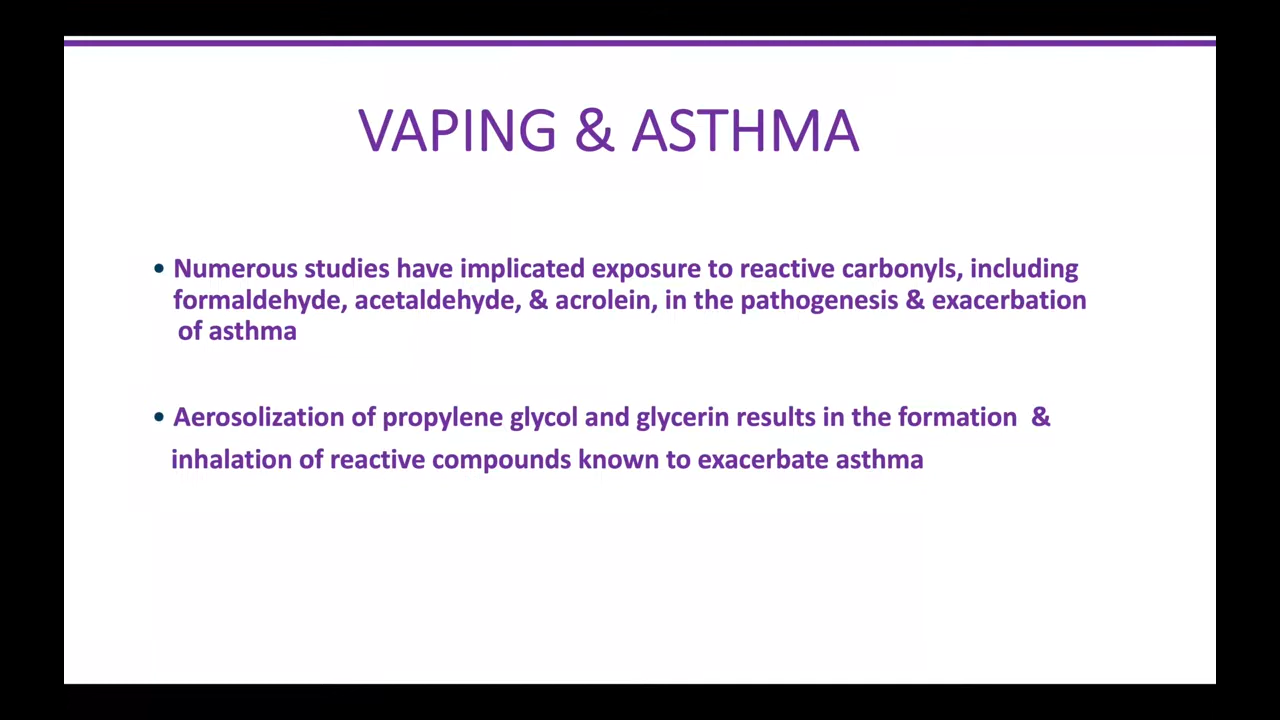 VAPING & ASTHMA
• Numerous studies have implicated exposure to reactive carbonyls, including
formaldehyde, acetaldehyde, & acrolein, in the pathogenesis & exacerbation
of asthma
• Aerosolization of propylene glycol and glycerin results in the formation &
inhalation of reactive compounds known to exacerbate asthma